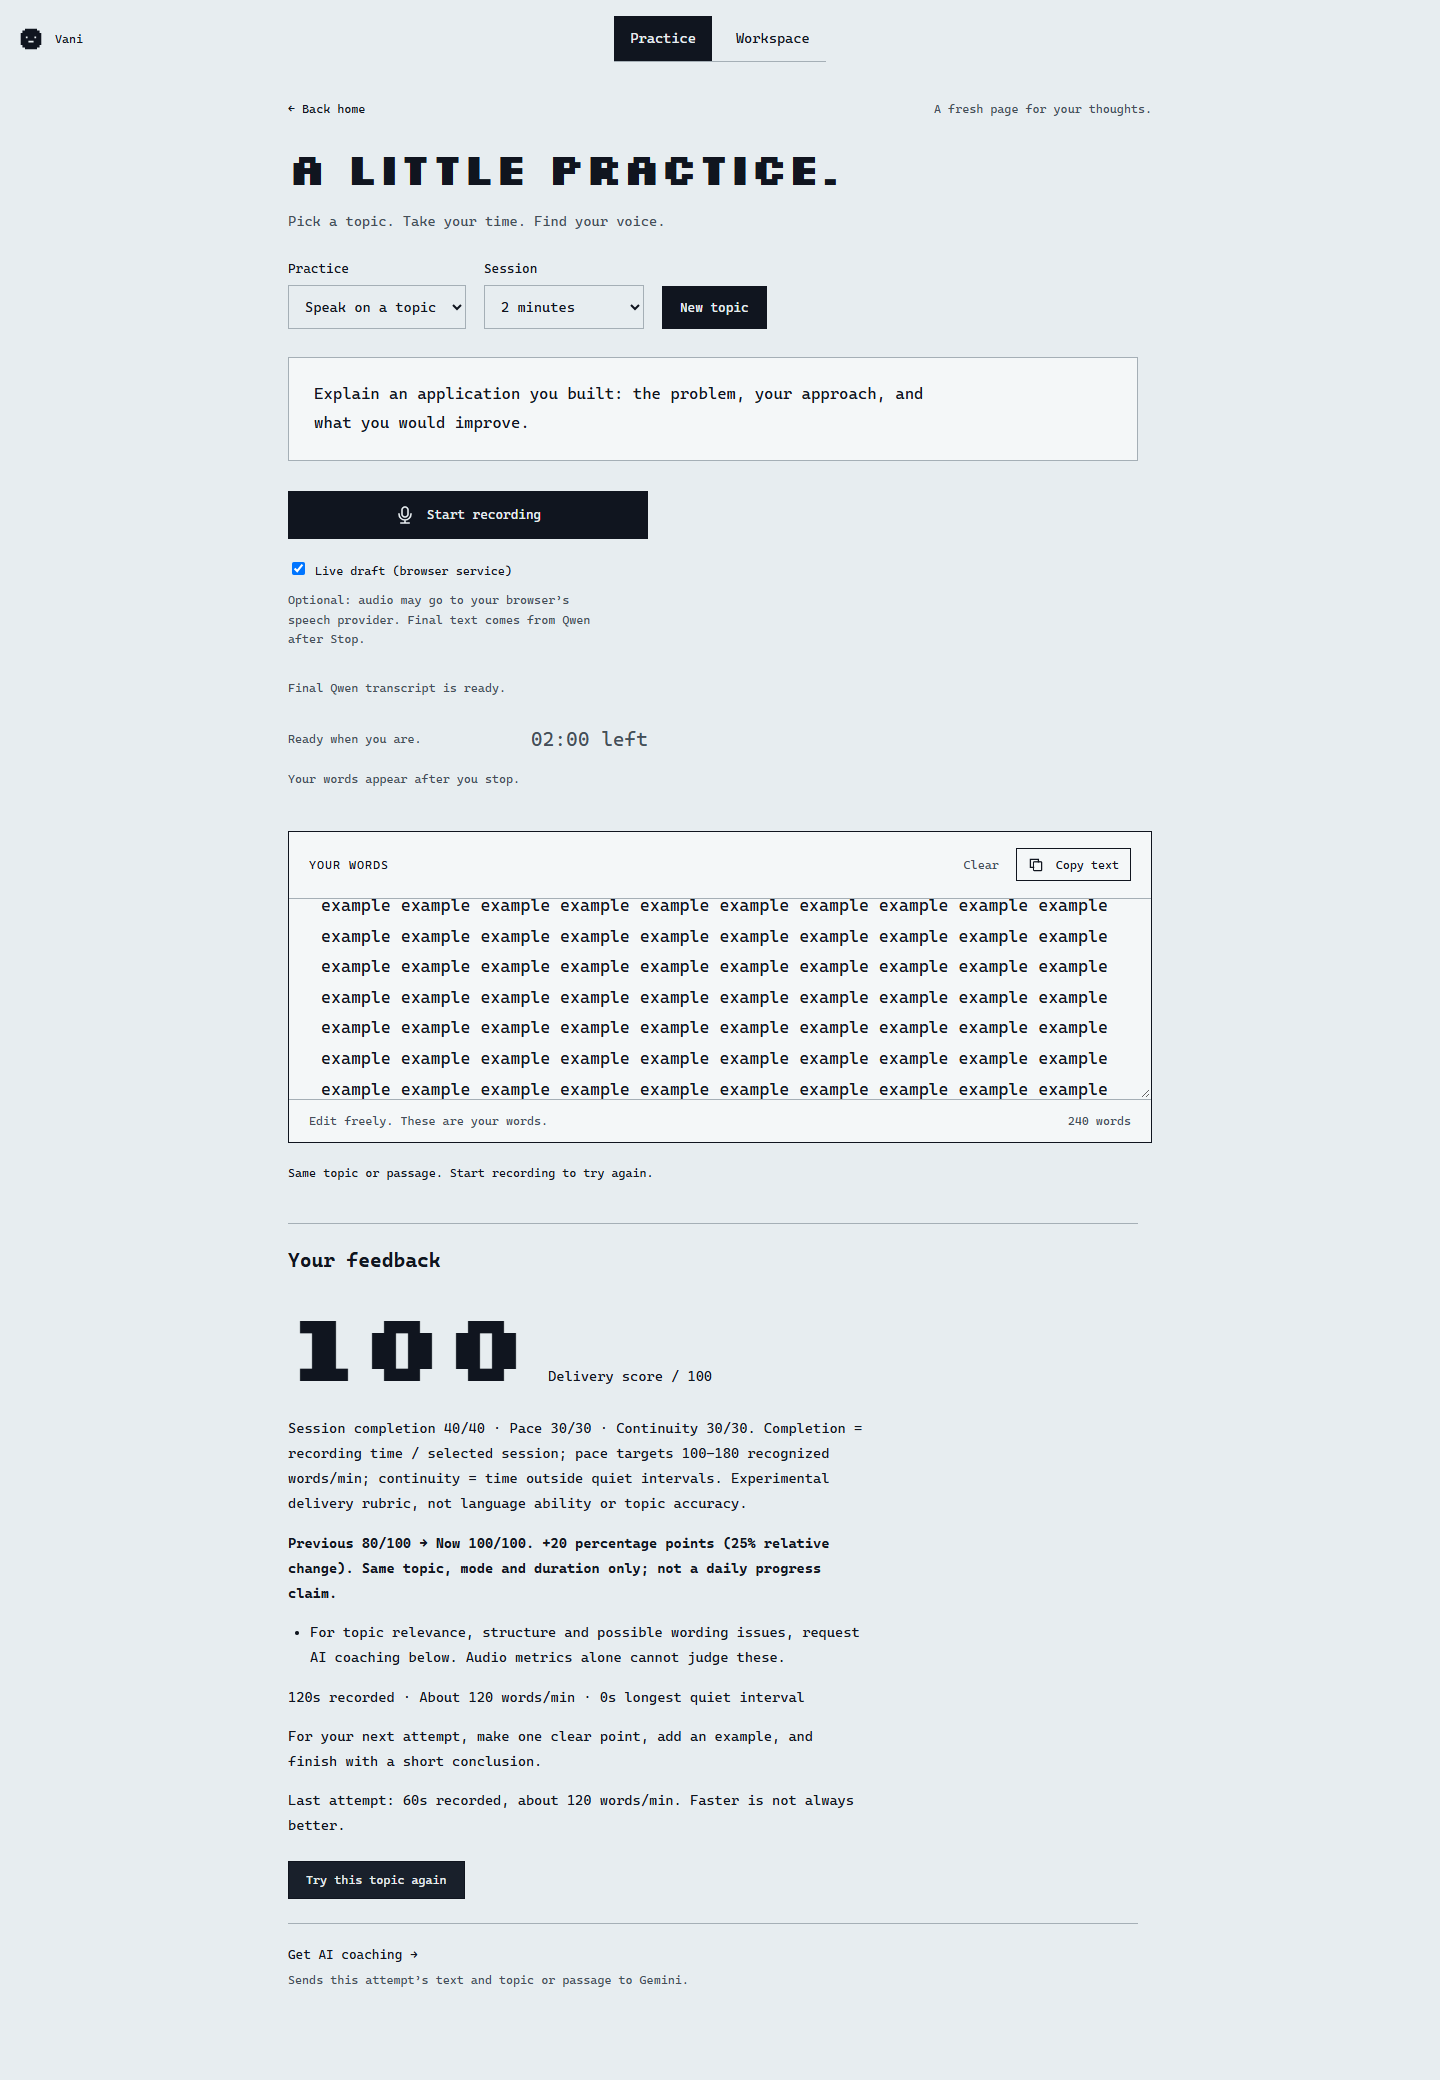 Vani
Practice
Workspace
← Back home
A fresh page for your thoughts.
A LITTLE PRACTICE.
Pick a topic. Take your time. Find your voice.
Practice
Session
Speak on a topic
2 minutes
New topic
Explain an application you built: the problem, your approach, and
what you would improve.
Start recording
Live draft (browser service)
Optional: audio may go to your browser’s
speech provider. Final text comes from Qwen
after Stop.
Final Qwen transcript is ready.
Ready when you are.
02:00 left
Your words appear after you stop.
YOUR WORDS
Clear
Copy text
example example example example example example example example example example
example example example example example example example example example example
example example example example example example example example example example
example example example example example example example example example example
example example example example example example example example example example
example example example example example example example example example example
example example example example example example example example example example
Edit freely. These are your words.
240 words
Same topic or passage. Start recording to try again.
Your feedback
100
Delivery score / 100
Session completion 40/40 · Pace 30/30 · Continuity 30/30. Completion =
recording time / selected session; pace targets 100–180 recognized
words/min; continuity = time outside quiet intervals. Experimental
delivery rubric, not language ability or topic accuracy.
Previous 80/100 → Now 100/100. +20 percentage points (25% relative
change). Same topic, mode and duration only; not a daily progress
claim.
• For topic relevance, structure and possible wording issues, request
AI coaching below. Audio metrics alone cannot judge these.
120s recorded · About 120 words/min · 0s longest quiet interval
For your next attempt, make one clear point, add an example, and
finish with a short conclusion.
Last attempt: 60s recorded, about 120 words/min. Faster is not always
better.
Try this topic again
Get AI coaching →
Sends this attempt’s text and topic or passage to Gemini.